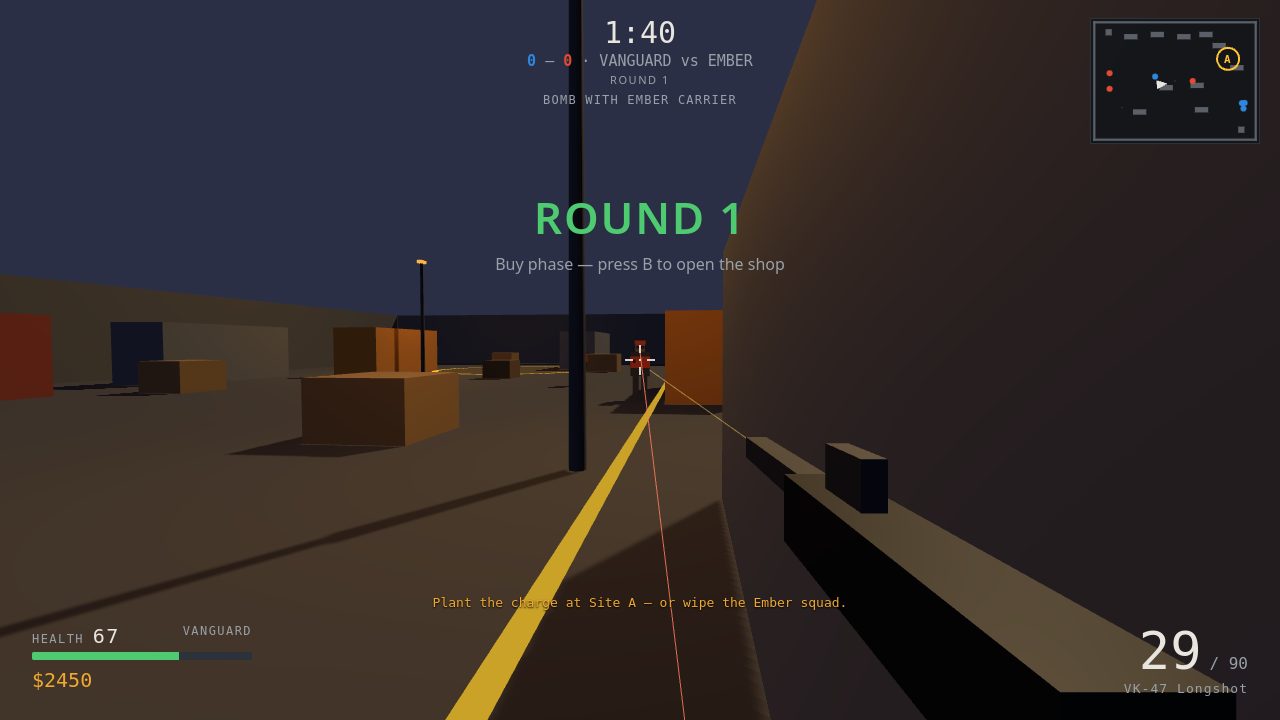 1:40
0 — 0 · VANGUARD vs EMBER
ROUND 1
BOMB WITH EMBER CARRIER
A
ROUND 1
Buy phase — press B to open the shop
Plant the charge at Site A — or wipe the Ember squad.
HEALTH 67
VANGUARD
$2450
29 / 90
VK-47 Longshot